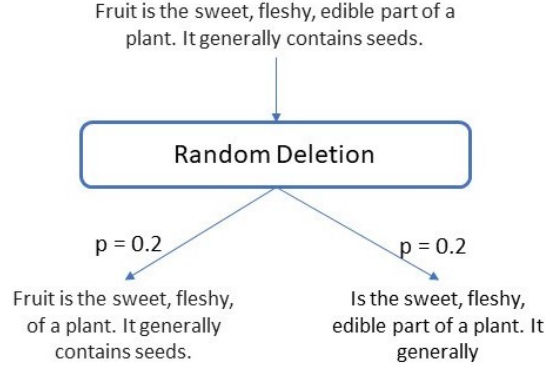 Fruit is the sweet, fleshy, edible part of a
plant. It generally contains seeds.
Random Deletion
p = 0.2
p = 0.2
Fruit is the sweet, fleshy,
of a plant. It generally
contains seeds.
Is the sweet, fleshy,
edible part of a plant. It
generally